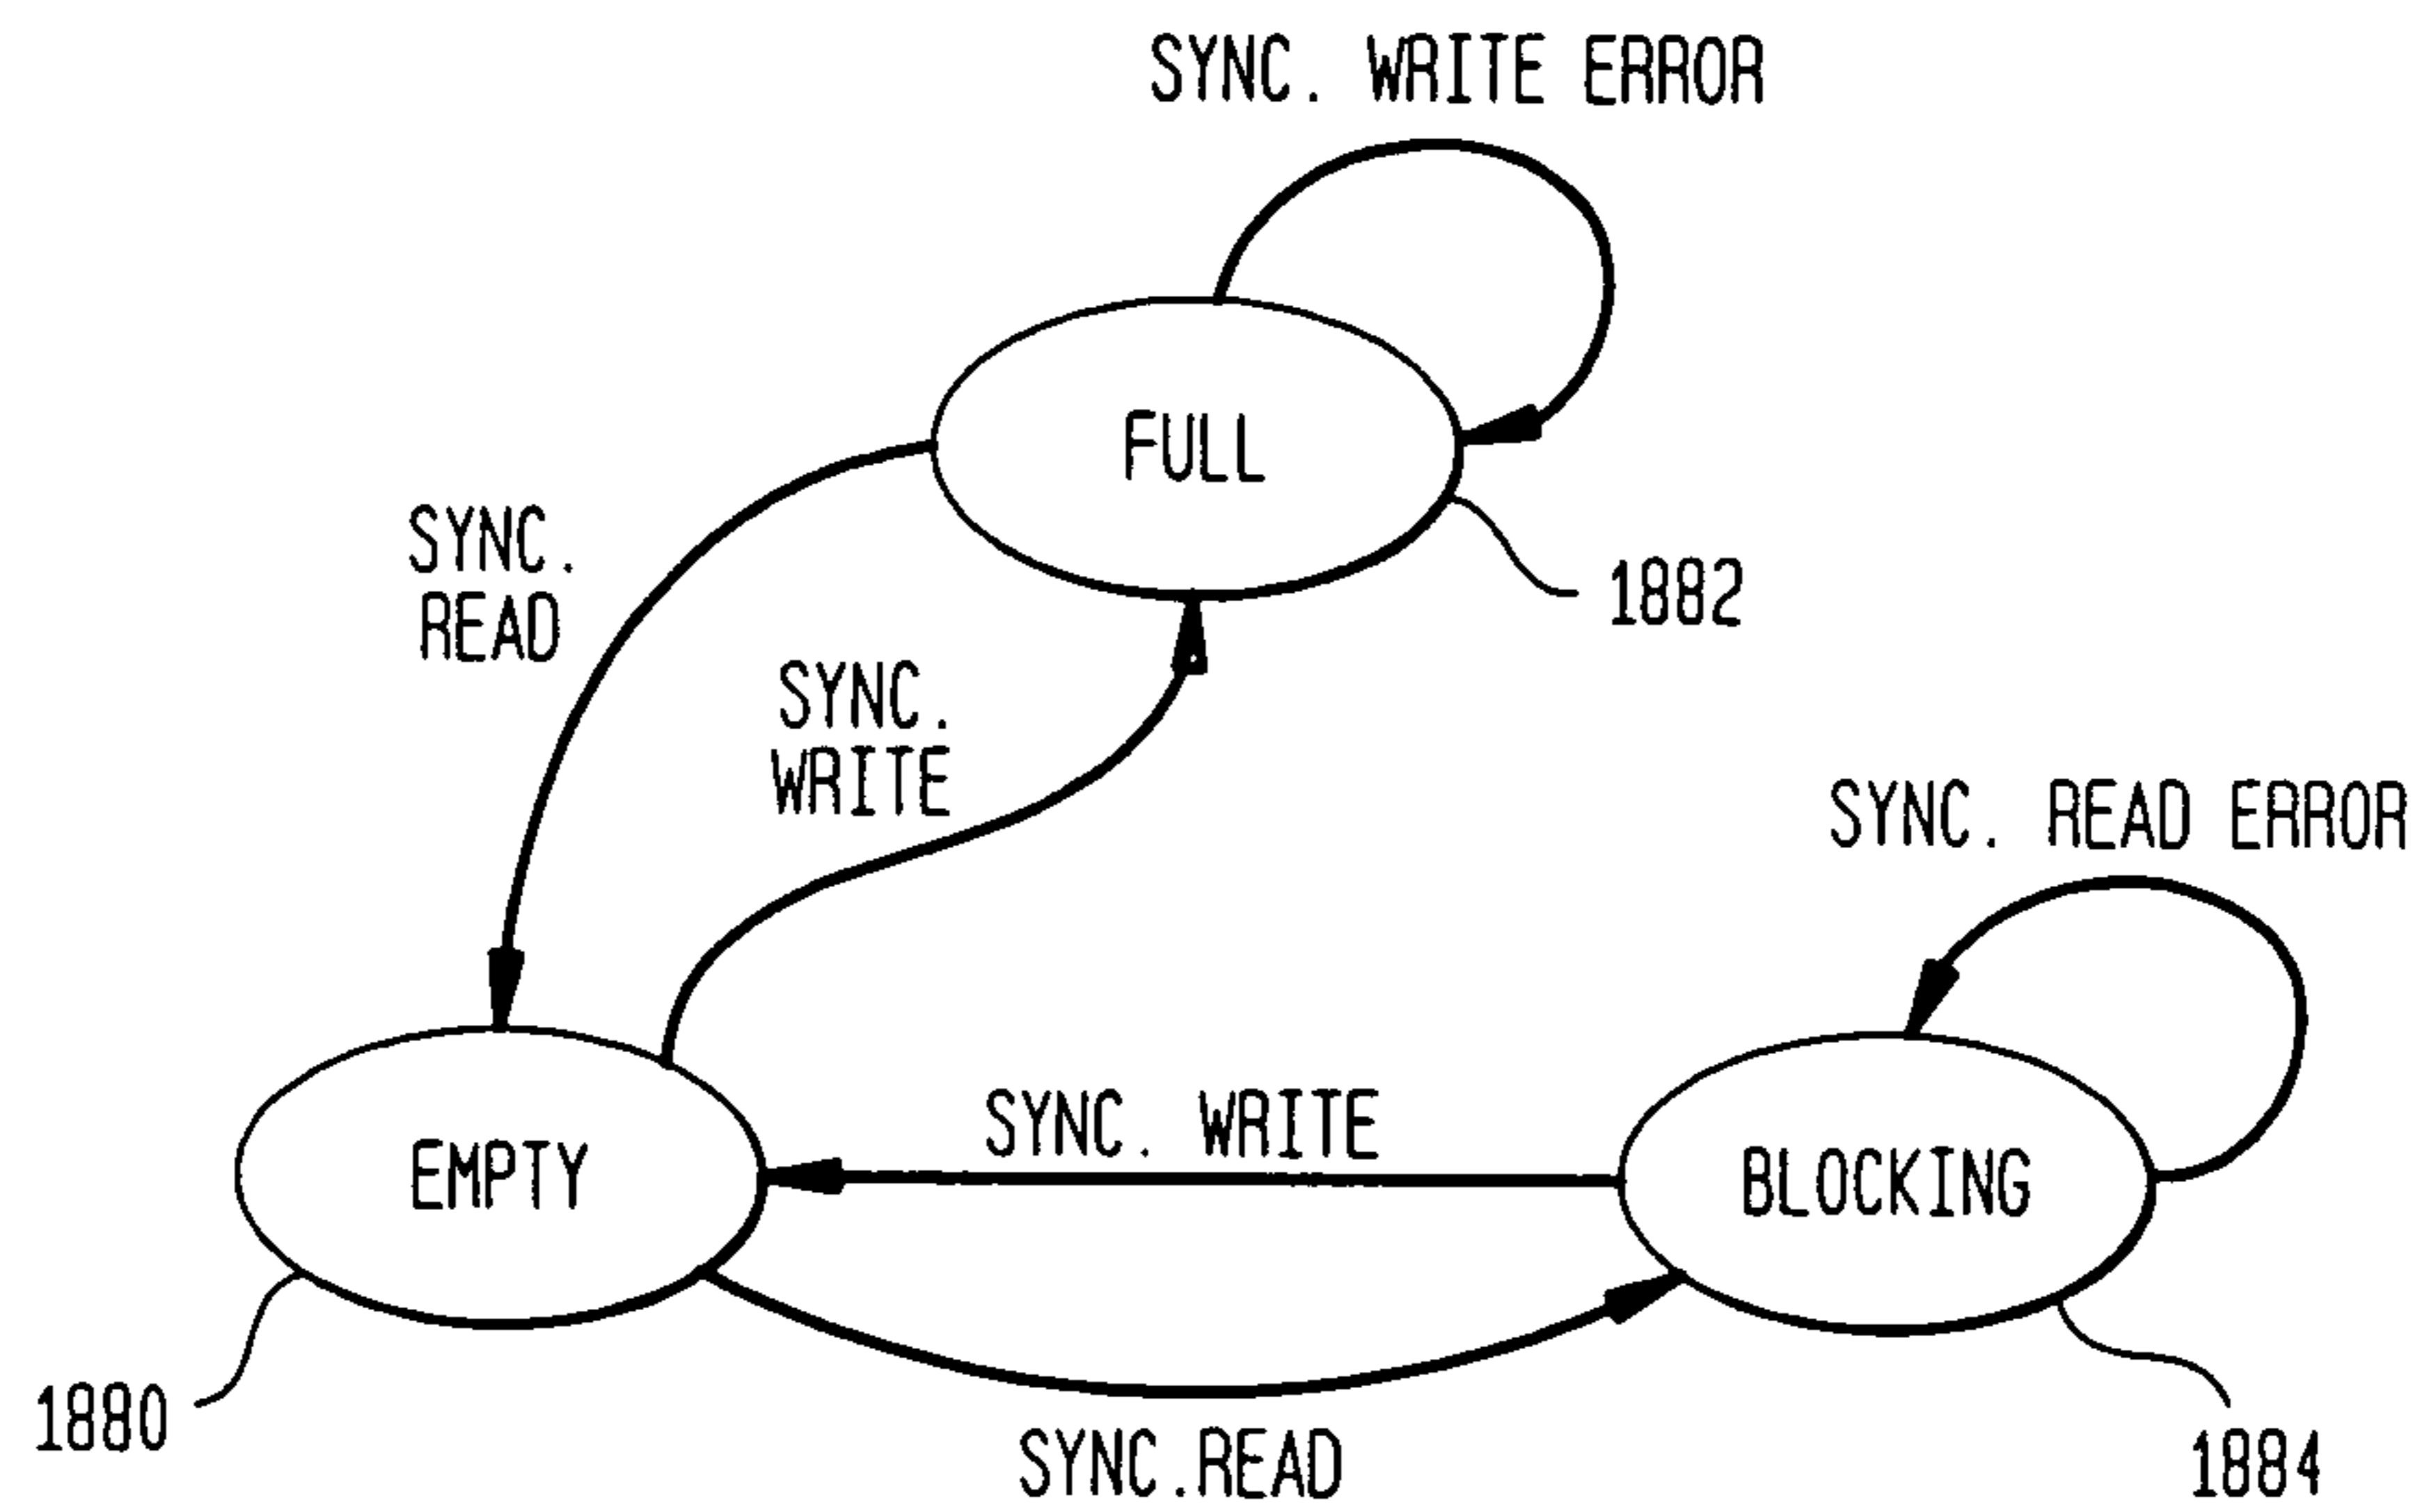 SYNC. WRITE ERROR
FULL
SYNC.
READ
1882
SYNC.
WRITE
SYNC. READ ERROR
SYNC. WRITE
EMPTY
BLOCKING
1880
SYNC.READ
1884